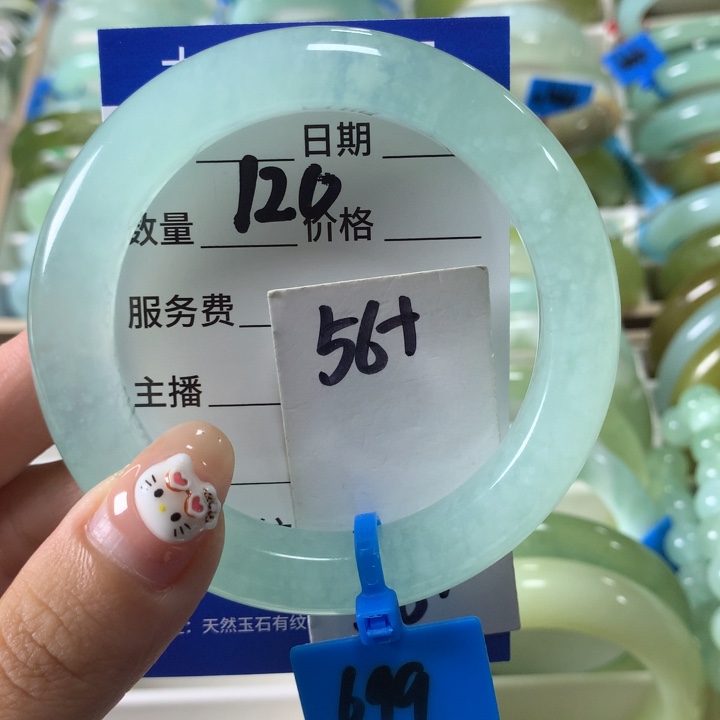 日期
120
数量 价格
服务费
56+
主播
天然玉石有纹
699